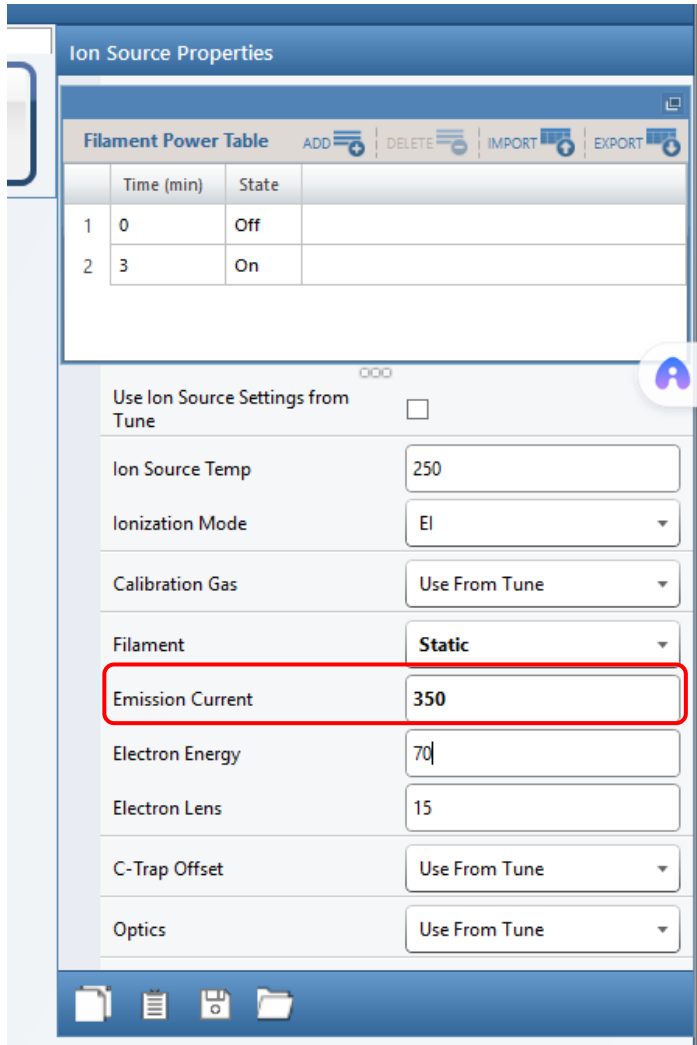 Ion Source Properties
Filament Power Table ADD DELETE IMPORT EXPORT
Time (min) State
1 0 Off
2 3 On
Use Ion Source Settings from
Tune
Ion Source Temp 250
Ionization Mode EI
Calibration Gas Use From Tune
Filament Static
Emission Current 350
Electron Energy 70
Electron Lens 15
C-Trap Offset Use From Tune
Optics Use From Tune